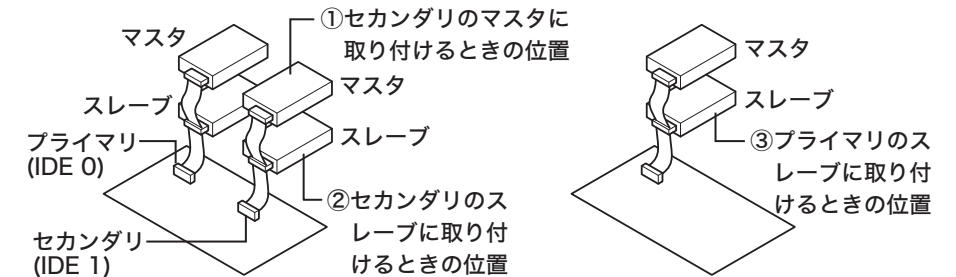 マスタ
①セカンダリのマスタに
取り付けるときの位置
マスタ
スレーブ
スレーブ
プライマリ
(IDE 0)
②セカンダリのス
レーブに取り付
けるときの位置
セカンダリ
(IDE 1)
マスタ
スレーブ
③プライマリのス
レーブに取り付
けるときの位置